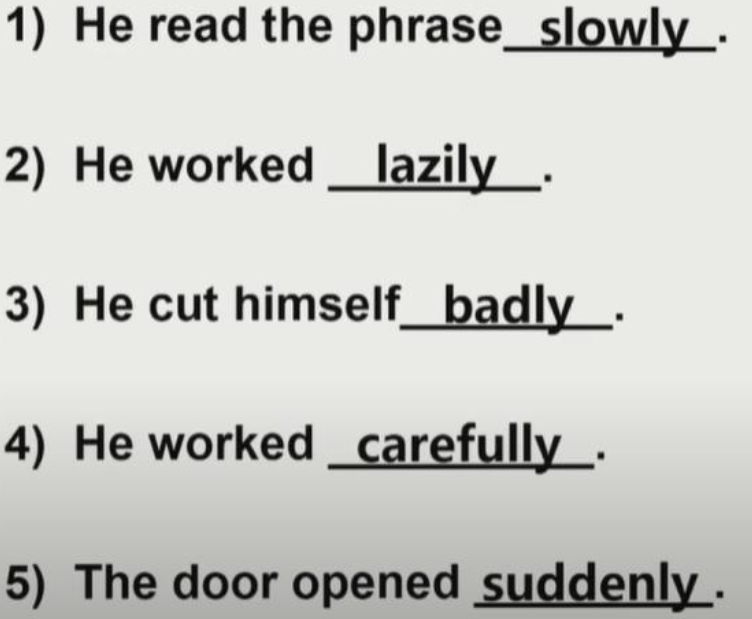 1) He read the phrase slowly.
2) He worked lazily.
3) He cut himself badly.
4) He worked carefully.
5) The door opened suddenly.